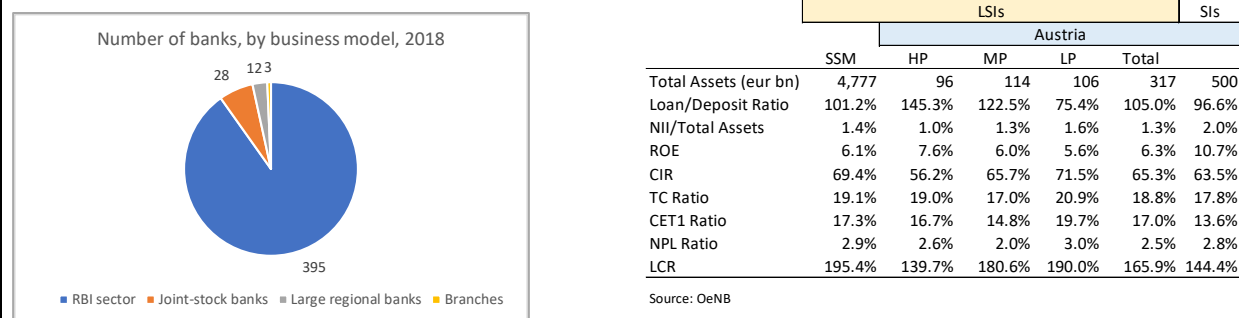 Number of banks, by business model, 2018
28 12 3
395
RBI sector Joint-stock banks Large regional banks Branches
LSIs SIs
Austria
SSM HP MP LP Total
Total Assets (eur bn) 4,777 96 114 106 317 500
Loan/Deposit Ratio 101.2% 145.3% 122.5% 75.4% 105.0% 96.6%
NII/Total Assets 1.4% 1.0% 1.3% 1.6% 1.3% 2.0%
ROE 6.1% 7.6% 6.0% 5.6% 6.3% 10.7%
CIR 69.4% 56.2% 65.7% 71.5% 65.3% 63.5%
TC Ratio 19.1% 19.0% 17.0% 20.9% 18.8% 17.8%
CET1 Ratio 17.3% 16.7% 14.8% 19.7% 17.0% 13.6%
NPL Ratio 2.9% 2.6% 2.0% 3.0% 2.5% 2.8%
LCR 195.4% 139.7% 180.6% 190.0% 165.9% 144.4%
Source: OeNB